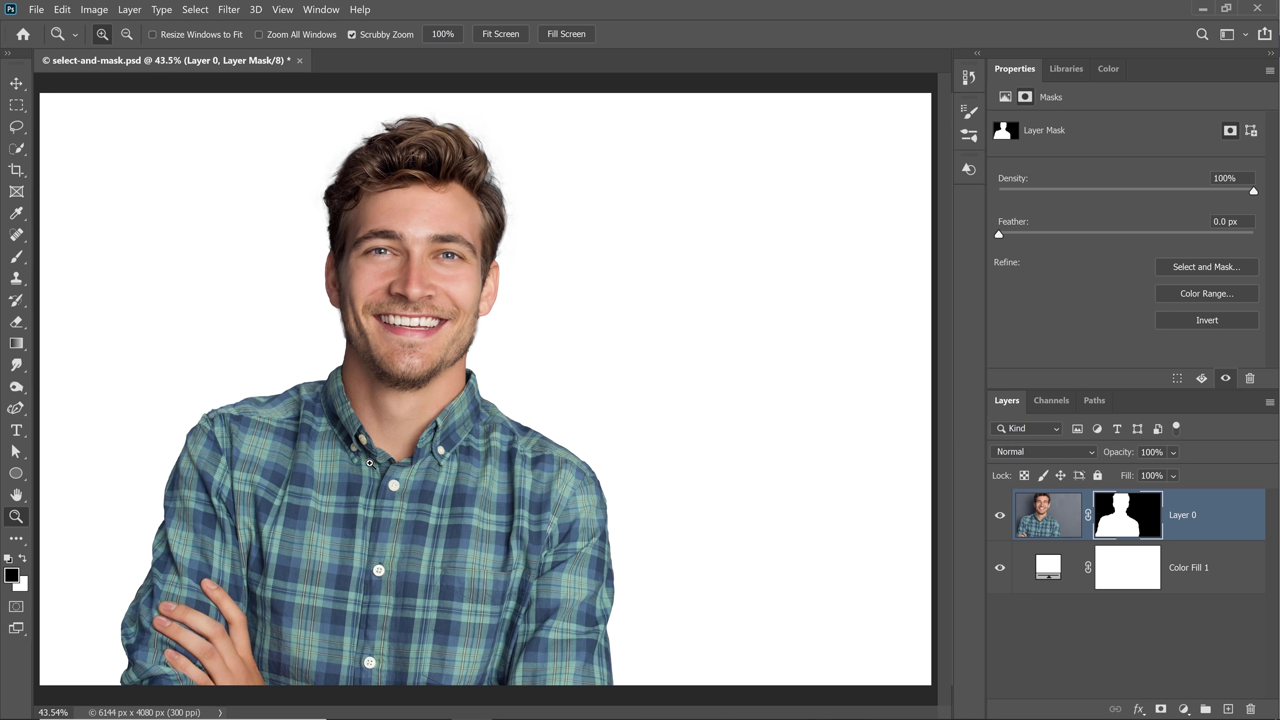 Ps File Edit Image Layer Type Select Filter 3D View Window Help
Resize Windows to Fit Zoom All Windows Scrubby Zoom 100% Fit Screen Fill Screen
© select-and-mask.psd @ 43.5% (Layer 0, Layer Mask/8) *
Properties Libraries Color
Masks
Layer Mask
Density: 100%
Feather: 0.0 px
Refine: Select and Mask...
Color Range...
Invert
Layers Channels Paths
Kind
Normal Opacity: 100%
Lock: Fill: 100%
Layer 0
Color Fill 1
43.54% © 6144 px x 4080 px (300 ppi)